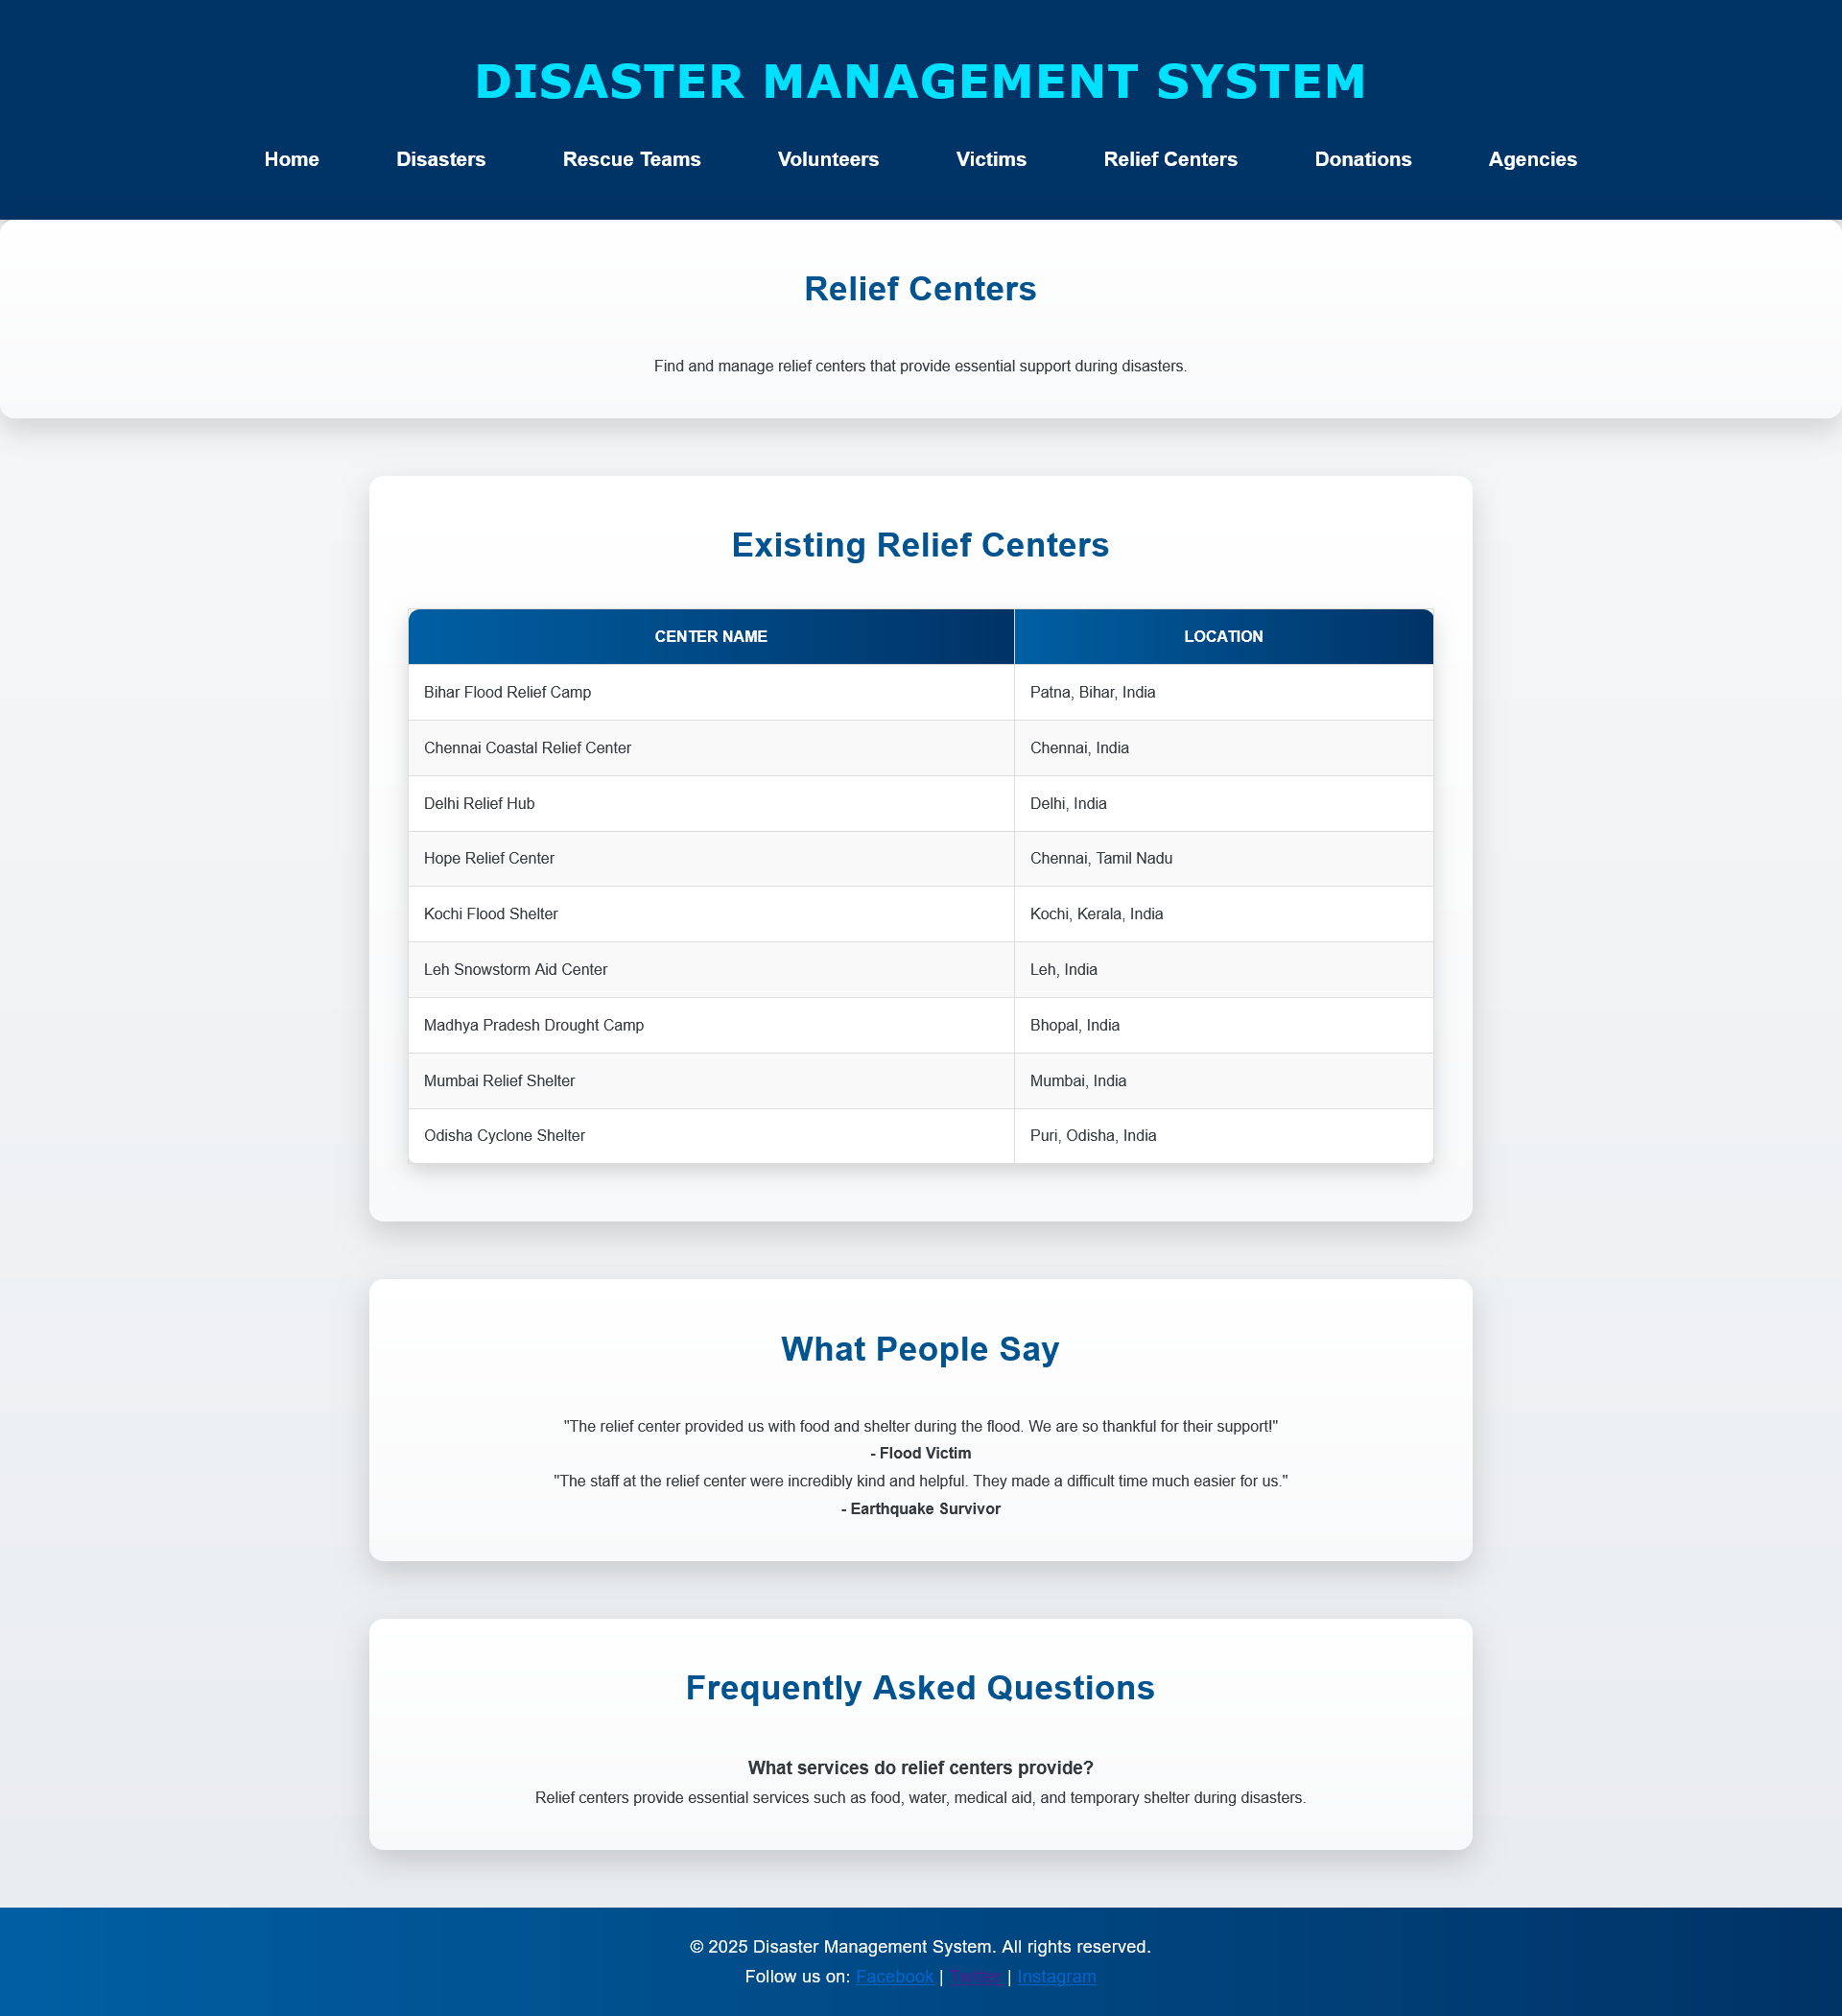 DISASTER MANAGEMENT SYSTEM
Home Disasters Rescue Teams Volunteers Victims Relief Centers Donations Agencies
Relief Centers
Find and manage relief centers that provide essential support during disasters.
Existing Relief Centers
CENTER NAME LOCATION
Bihar Flood Relief Camp Patna, Bihar, India
Chennai Coastal Relief Center Chennai, India
Delhi Relief Hub Delhi, India
Hope Relief Center Chennai, Tamil Nadu
Kochi Flood Shelter Kochi, Kerala, India
Leh Snowstorm Aid Center Leh, India
Madhya Pradesh Drought Camp Bhopal, India
Mumbai Relief Shelter Mumbai, India
Odisha Cyclone Shelter Puri, Odisha, India
What People Say
"The relief center provided us with food and shelter during the flood. We are so thankful for their support!"
- Flood Victim
"The staff at the relief center were incredibly kind and helpful. They made a difficult time much easier for us."
- Earthquake Survivor
Frequently Asked Questions
What services do relief centers provide?
Relief centers provide essential services such as food, water, medical aid, and temporary shelter during disasters.
© 2025 Disaster Management System. All rights reserved.
Follow us on: Facebook | Twitter | Instagram